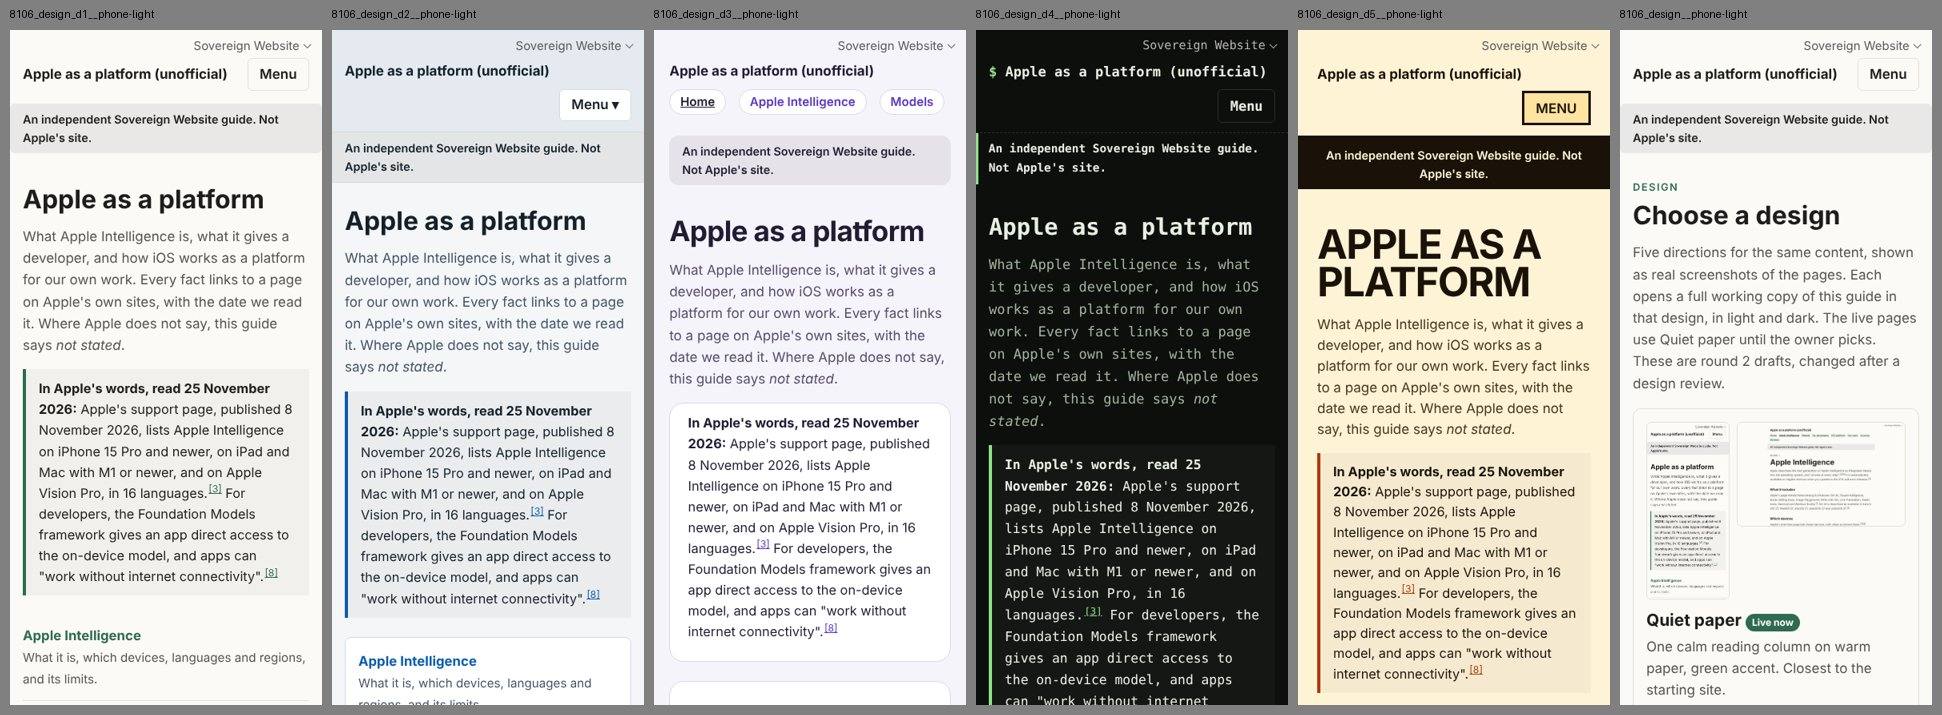 8106_design_d1__phone-light
Sovereign Website
Apple as a platform (unofficial)
Menu
An independent Sovereign Website guide. Not
Apple's site.
Apple as a platform
What Apple Intelligence is, what it gives a
developer, and how iOS works as a platform
for our own work. Every fact links to a page
on Apple's own sites, with the date we read
it. Where Apple does not say, this guide
says not stated.
In Apple's words, read 25 November
2026: Apple's support page, published 8
November 2026, lists Apple Intelligence
on iPhone 15 Pro and newer, on iPad and
Mac with M1 or newer, and on Apple
Vision Pro, in 16 languages.[3] For
developers, the Foundation Models
framework gives an app direct access to
the on-device model, and apps can
"work without internet connectivity".[8]
Apple Intelligence
What it is, which devices, languages and regions,
and its limits.
8106_design_d2__phone-light
Sovereign Website
Apple as a platform (unofficial)
Menu ▾
An independent Sovereign Website guide. Not
Apple's site.
Apple as a platform
What Apple Intelligence is, what it gives a
developer, and how iOS works as a platform
for our own work. Every fact links to a page
on Apple's own sites, with the date we read
it. Where Apple does not say, this guide
says not stated.
In Apple's words, read 25 November
2026: Apple's support page, published 8
November 2026, lists Apple Intelligence
on iPhone 15 Pro and newer, on iPad and
Mac with M1 or newer, and on Apple
Vision Pro, in 16 languages.[3] For
developers, the Foundation Models
framework gives an app direct access to
the on-device model, and apps can
"work without internet connectivity".[8]
Apple Intelligence
What it is, which devices, languages and
regions, and its limits.
8106_design_d3__phone-light
Sovereign Website
Apple as a platform (unofficial)
Home
Apple Intelligence
Models
An independent Sovereign Website guide.
Not Apple's site.
Apple as a platform
What Apple Intelligence is, what it gives a
developer, and how iOS works as a
platform for our own work. Every fact links
to a page on Apple's own sites, with the
date we read it. Where Apple does not say,
this guide says not stated.
In Apple's words, read 25 November
2026: Apple's support page, published
8 November 2026, lists Apple
Intelligence on iPhone 15 Pro and
newer, on iPad and Mac with M1 or
newer, and on Apple Vision Pro, in 16
languages.[3] For developers, the
Foundation Models framework gives an
app direct access to the on-device
model, and apps can "work without
internet connectivity".[8]
8106_design_d4__phone-light
Sovereign Website
$ Apple as a platform (unofficial)
Menu
An independent Sovereign Website guide.
Not Apple's site.
Apple as a platform
What Apple Intelligence is, what
it gives a developer, and how iOS
works as a platform for our own
work. Every fact links to a page
on Apple's own sites, with the
date we read it. Where Apple does
not say, this guide says not
stated.
In Apple's words, read 25
November 2026: Apple's support
page, published 8 November 2026,
lists Apple Intelligence on
iPhone 15 Pro and newer, on iPad
and Mac with M1 or newer, and on
Apple Vision Pro, in 16
languages.[3] For developers, the
Foundation Models framework
gives an app direct access to
the on-device model, and apps
can "work without internet
8106_design_d5__phone-light
Sovereign Website
Apple as a platform (unofficial)
MENU
An independent Sovereign Website guide. Not
Apple's site.
APPLE AS A
PLATFORM
What Apple Intelligence is, what it gives a
developer, and how iOS works as a
platform for our own work. Every fact links
to a page on Apple's own sites, with the
date we read it. Where Apple does not
say, this guide says not stated.
In Apple's words, read 25 November
2026: Apple's support page, published
8 November 2026, lists Apple
Intelligence on iPhone 15 Pro and
newer, on iPad and Mac with M1 or
newer, and on Apple Vision Pro, in 16
languages.[3] For developers, the
Foundation Models framework gives an
app direct access to the on-device
model, and apps can "work without
internet connectivity".[8]
8106_design__phone-light
Sovereign Website
Apple as a platform (unofficial)
Menu
An independent Sovereign Website guide. Not
Apple's site.
DESIGN
Choose a design
Five directions for the same content, shown
as real screenshots of the pages. Each
opens a full working copy of this guide in
that design, in light and dark. The live pages
use Quiet paper until the owner picks.
These are round 2 drafts, changed after a
design review.
Apple as a platform (unofficial)
Menu
Apple as a platform
Apple Intelligence
Quiet paper
Live now
One calm reading column on warm
paper, green accent. Closest to the
starting site.